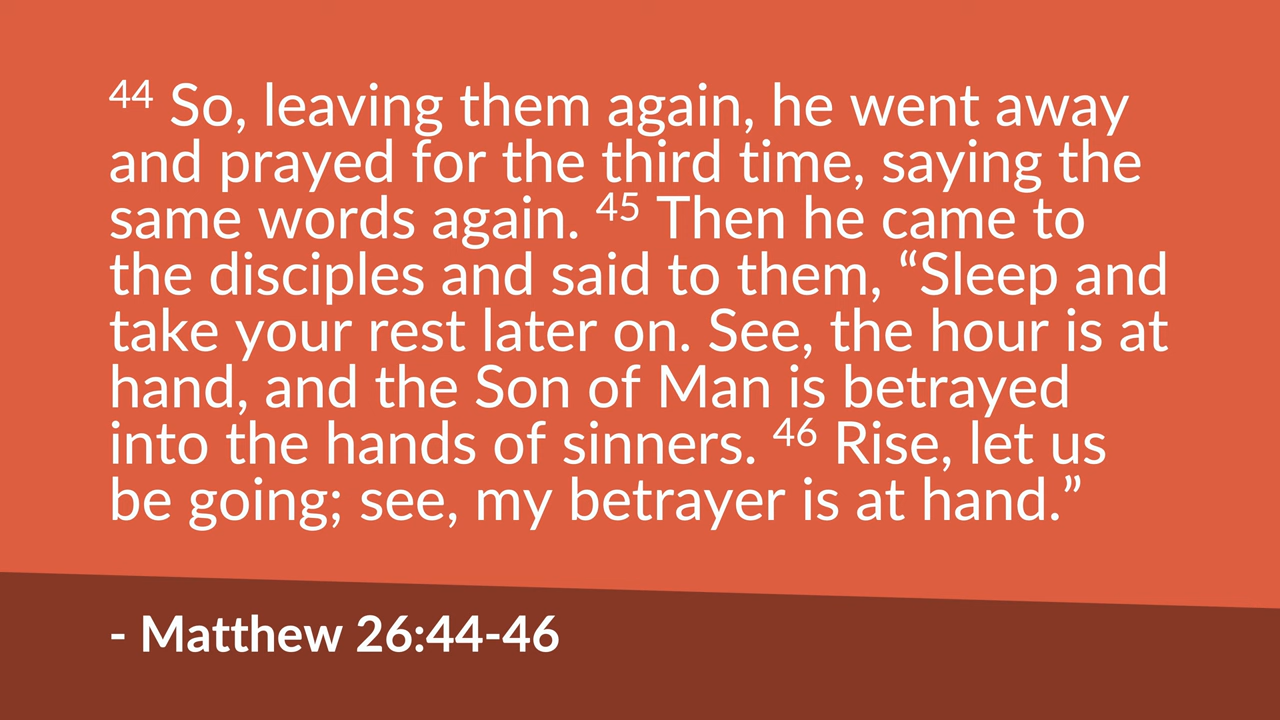 44 So, leaving them again, he went away
and prayed for the third time, saying the
same words again. 45 Then he came to
the disciples and said to them, “Sleep and
take your rest later on. See, the hour is at
hand, and the Son of Man is betrayed
into the hands of sinners. 46 Rise, let us
be going; see, my betrayer is at hand.”
- Matthew 26:44-46